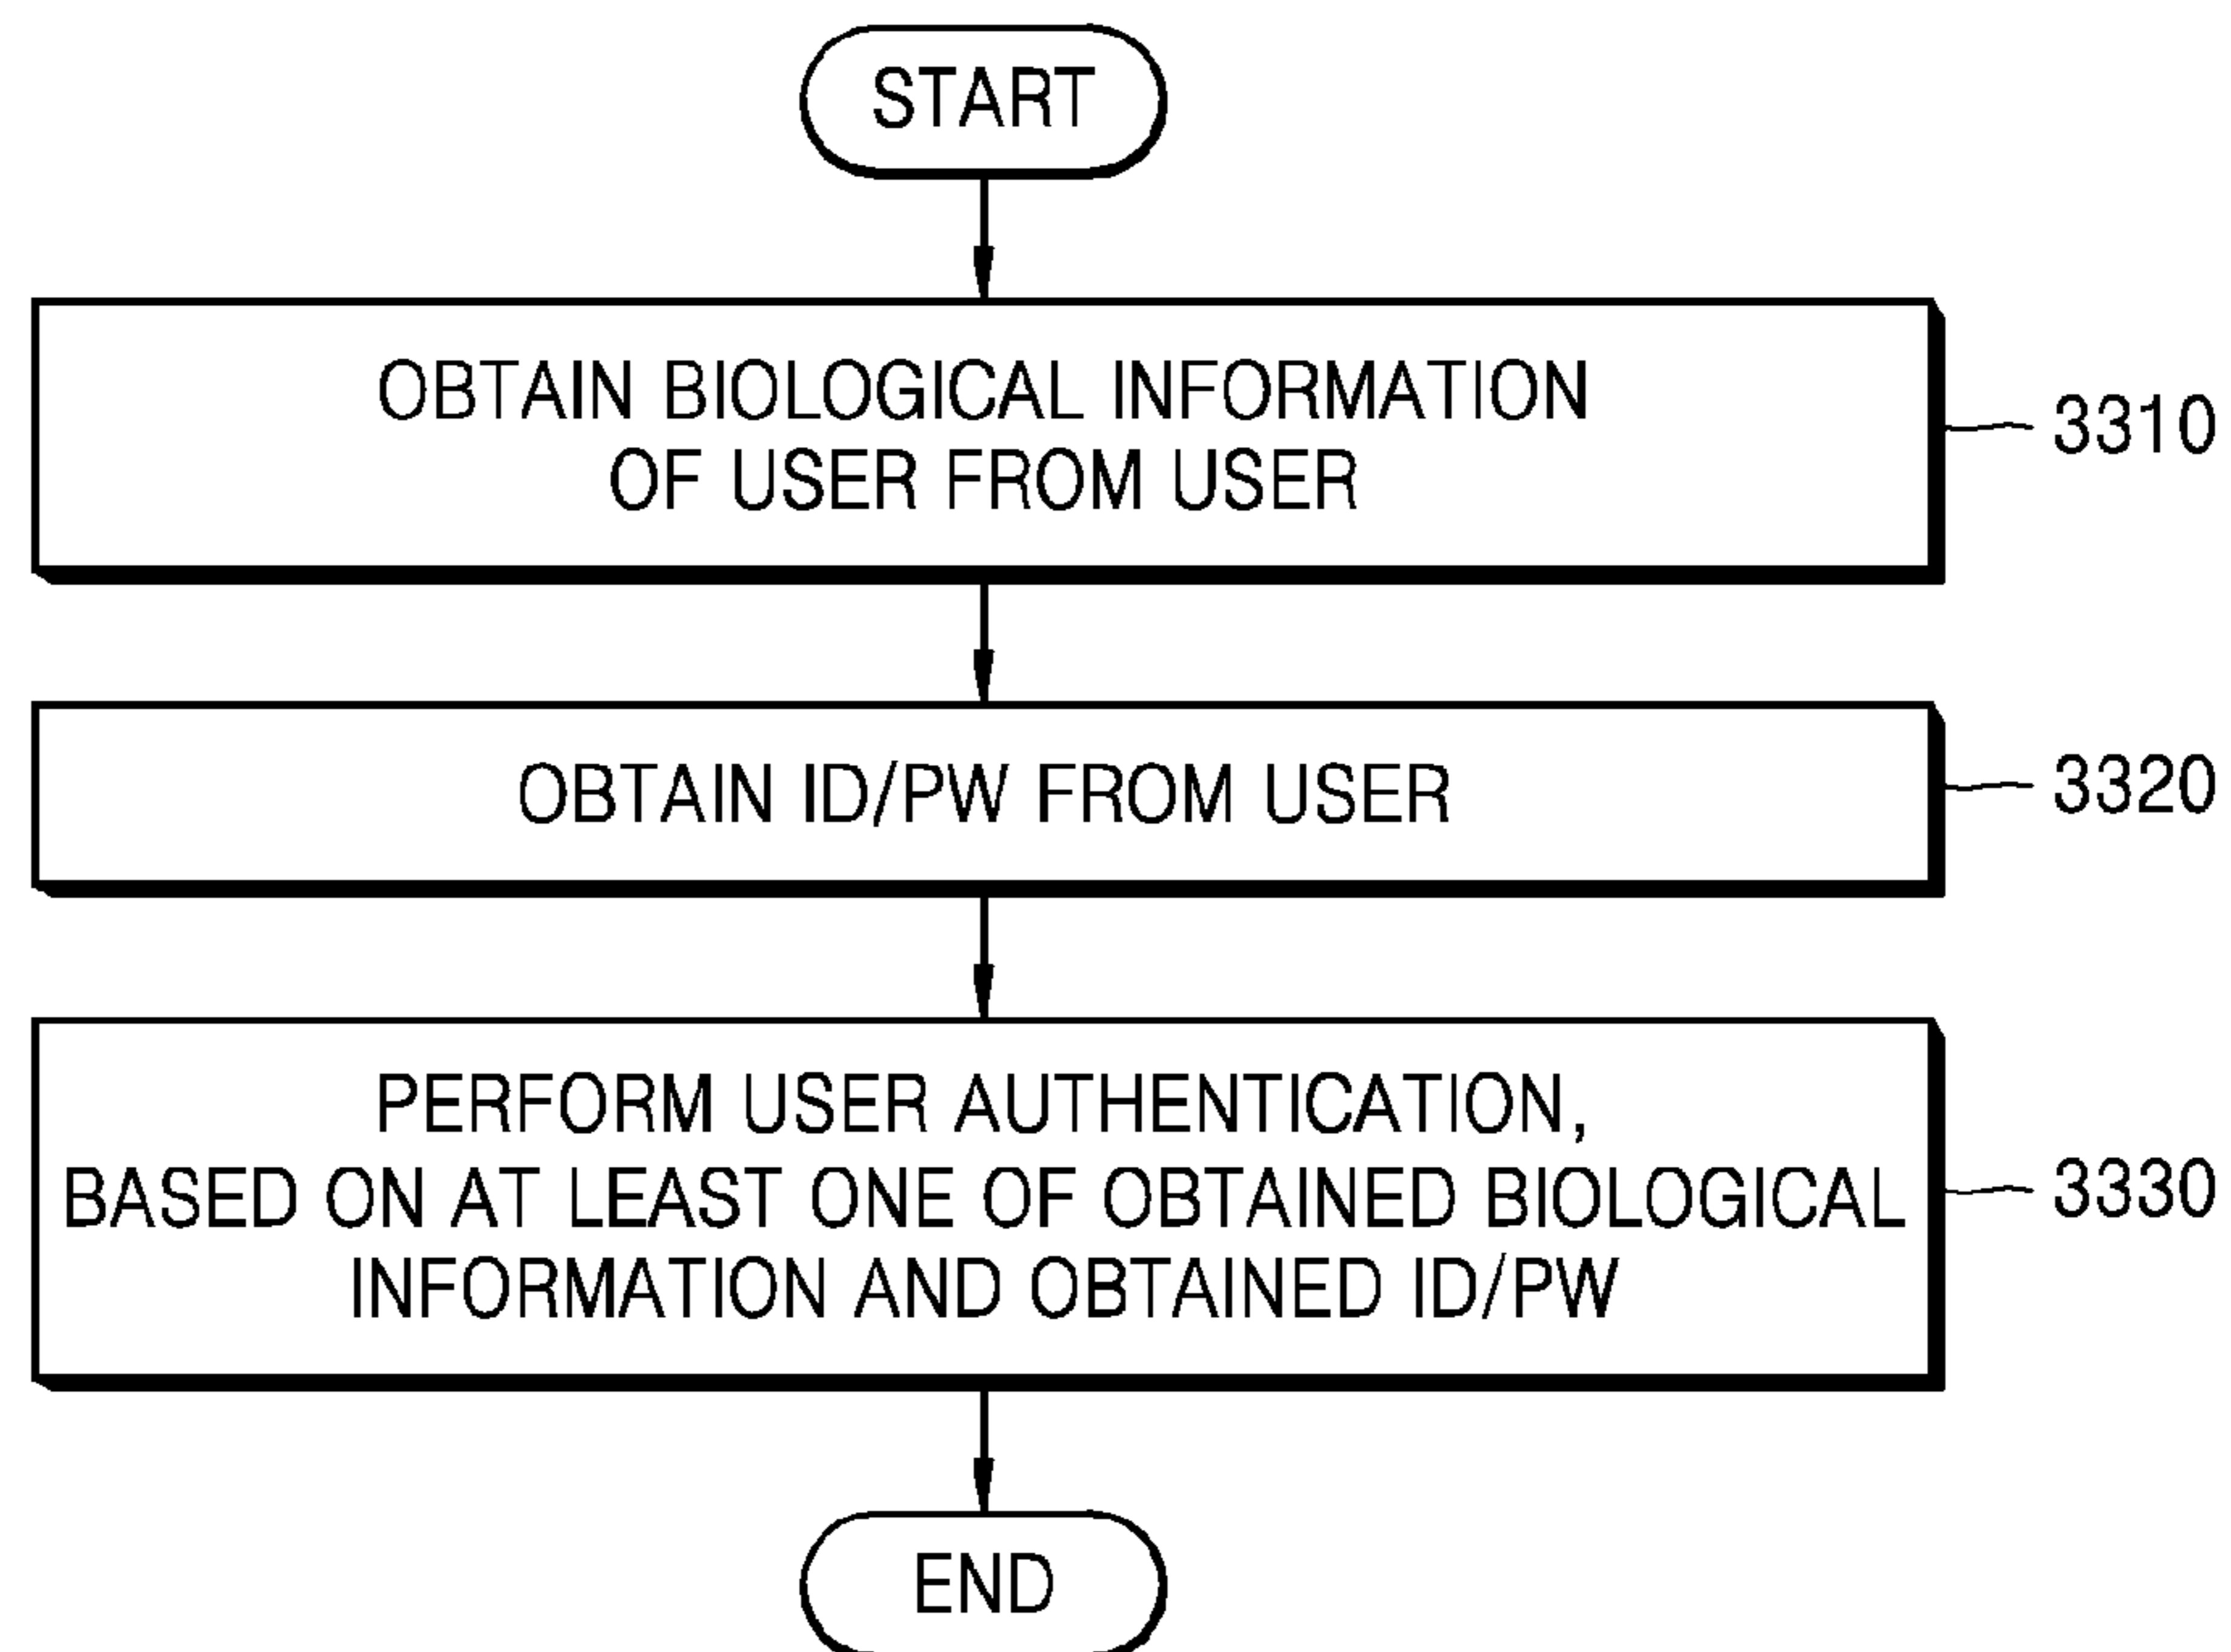 START
OBTAIN BIOLOGICAL INFORMATION
OF USER FROM USER
3310
OBTAIN ID/PW FROM USER
3320
PERFORM USER AUTHENTICATION,
BASED ON AT LEAST ONE OF OBTAINED BIOLOGICAL
INFORMATION AND OBTAINED ID/PW
3330
END